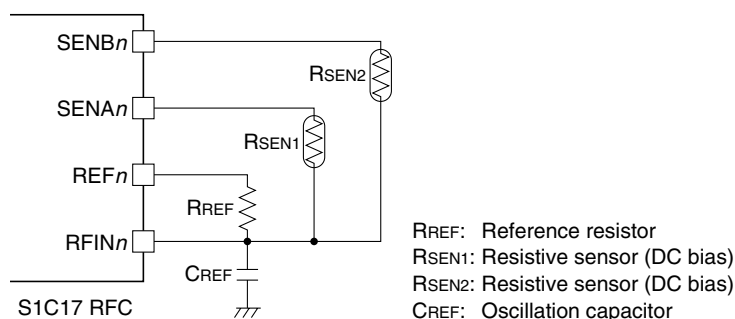 SENBn
RSEN2
SENAn
RSEN1
REFn
RREF
RFINn
CREF
S1C17 RFC
RREF: Reference resistor
RSEN1: Resistive sensor (DC bias)
RSEN2: Resistive sensor (DC bias)
CREF: Oscillation capacitor